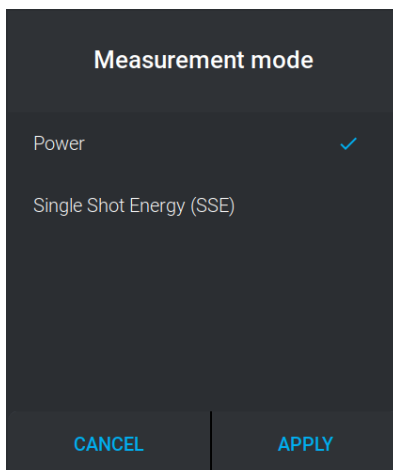 Measurement mode
Power
Single Shot Energy (SSE)
CANCEL
APPLY